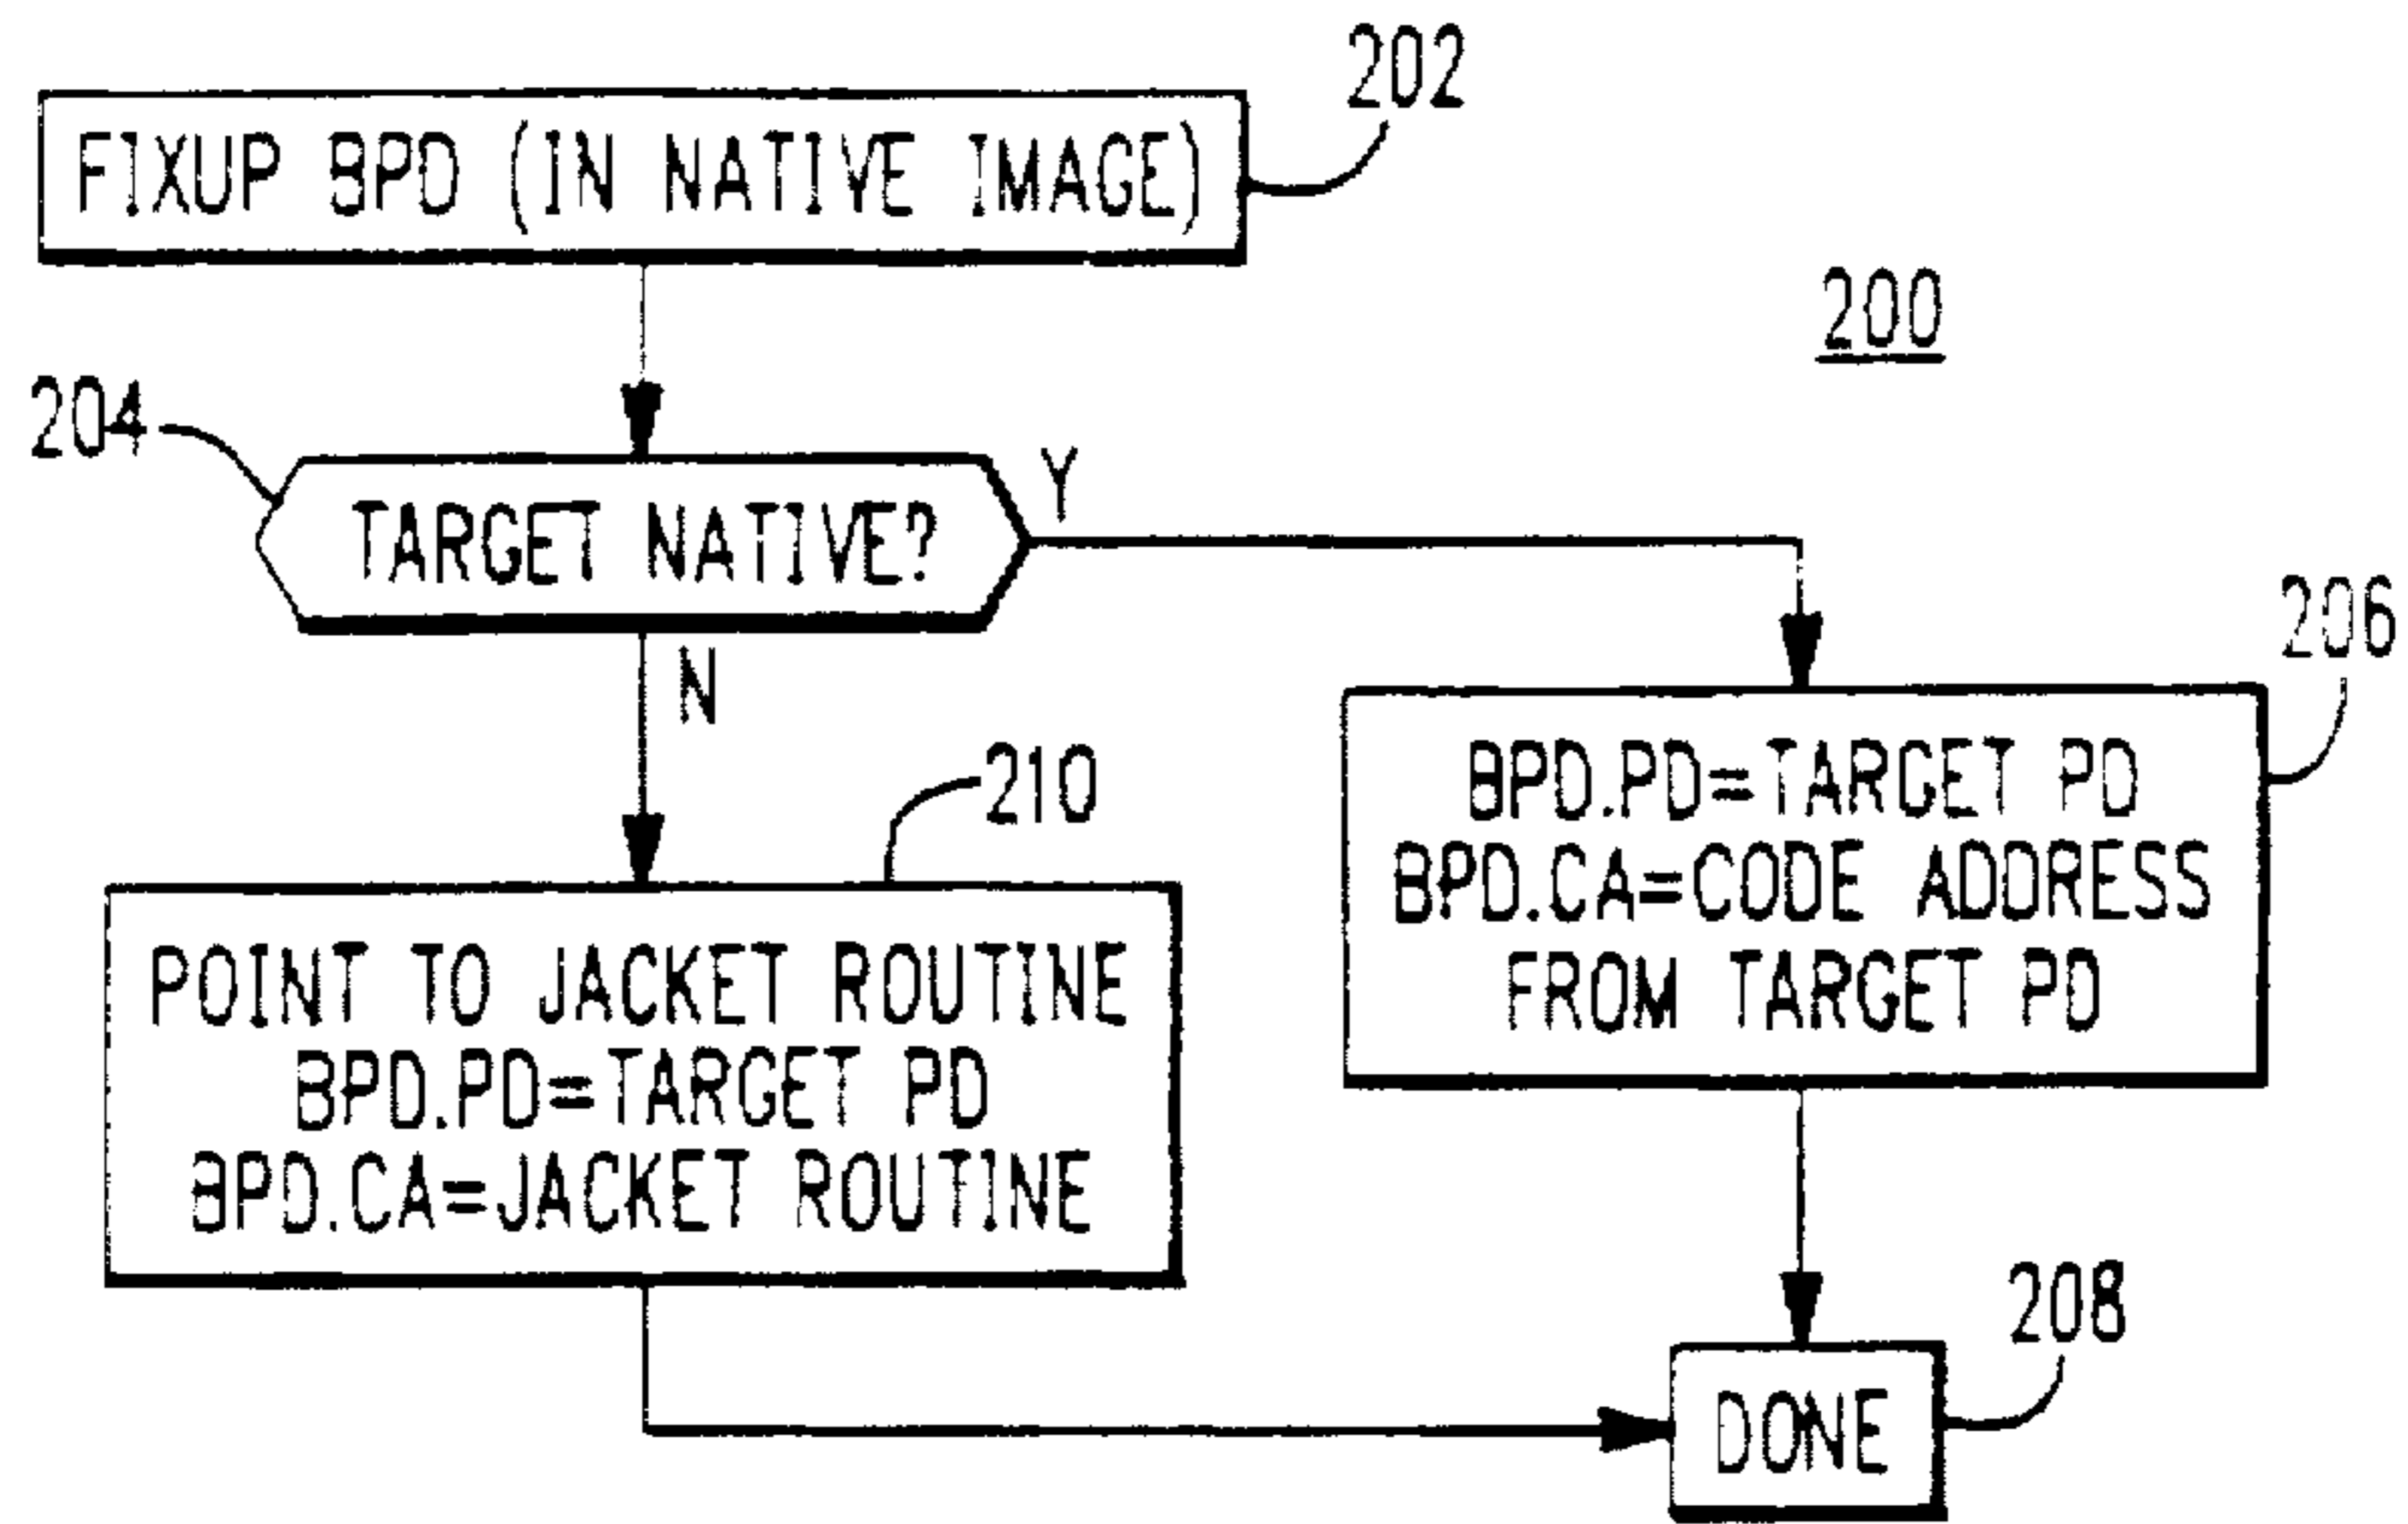 202
FIXUP BPD (IN NATIVE IMAGE)
200
204
TARGET NATIVE?
Y
N
206
BPD.PD=TARGET PD
BPD.CA=CODE ADDRESS
FROM TARGET PD
210
POINT TO JACKET ROUTINE
BPD.PD=TARGET PD
BPD.CA=JACKET ROUTINE
208
DONE